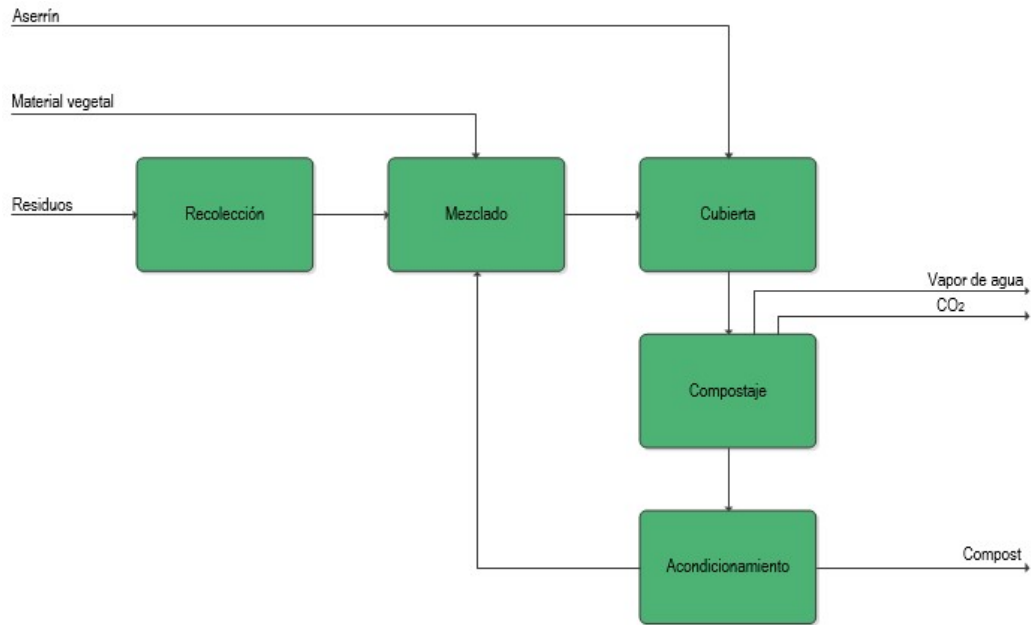 Aserrín
Material vegetal
Residuos
Recolección
Mezclado
Cubierta
Vapor de agua
CO₂
Compostaje
Acondicionamiento
Compost